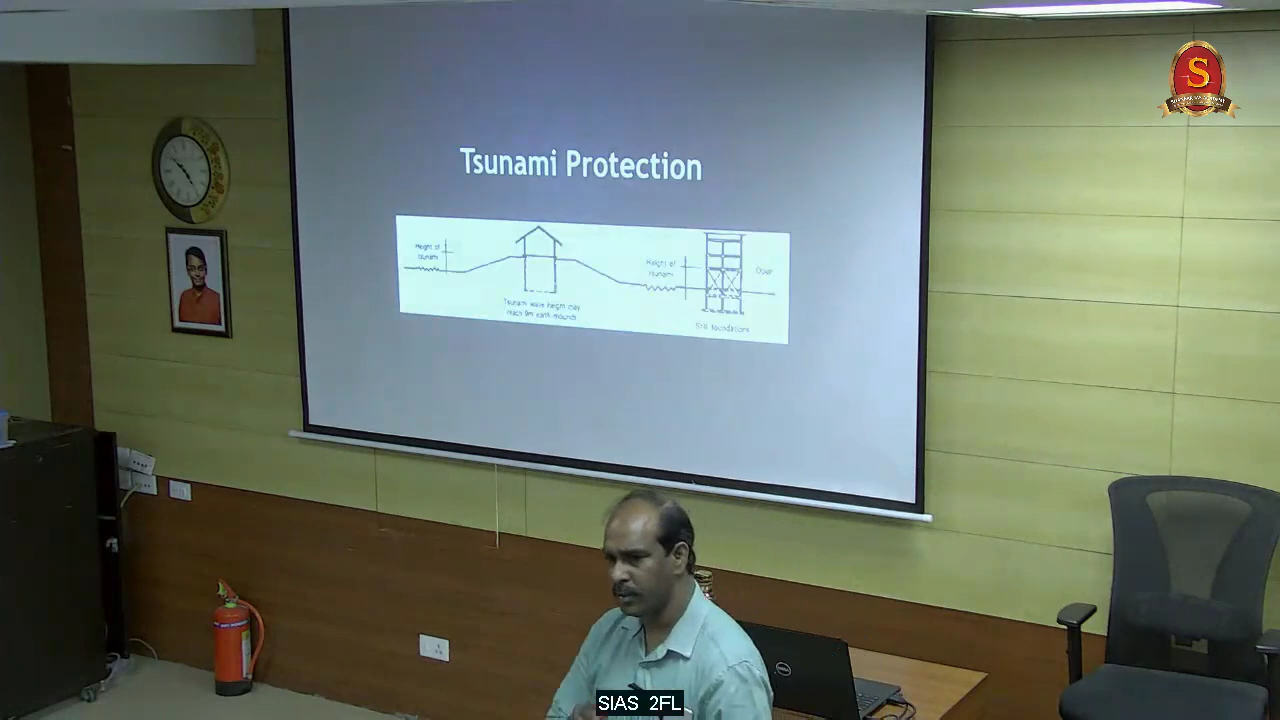 S
Tsunami Protection
Height of
tsunami
Tsunami wave height may
reach 9m earth mounds
Height of
tsunami
Stilt foundations
DELL
SIAS 2FL